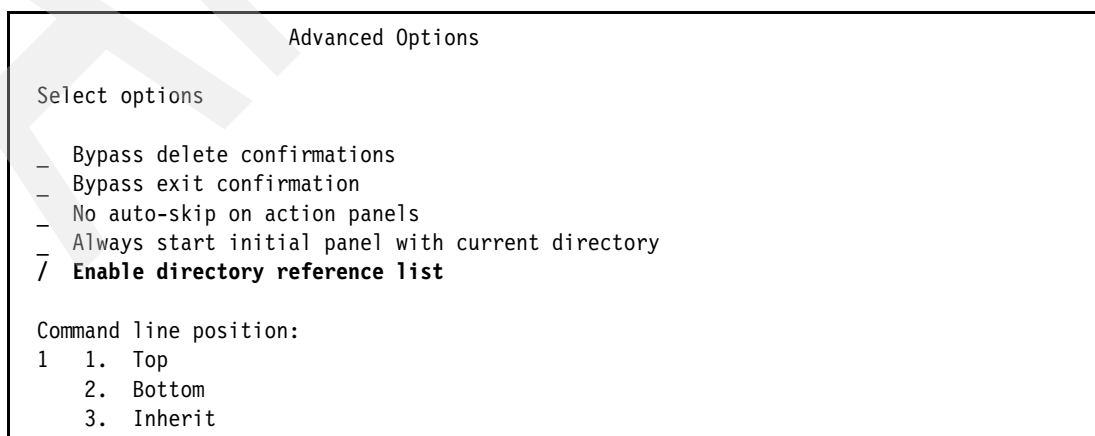 Advanced Options
Select options
_ Bypass delete confirmations
_ Bypass exit confirmation
_ No auto-skip on action panels
_ Always start initial panel with current directory
/ Enable directory reference list
Command line position:
1 1. Top
2. Bottom
3. Inherit